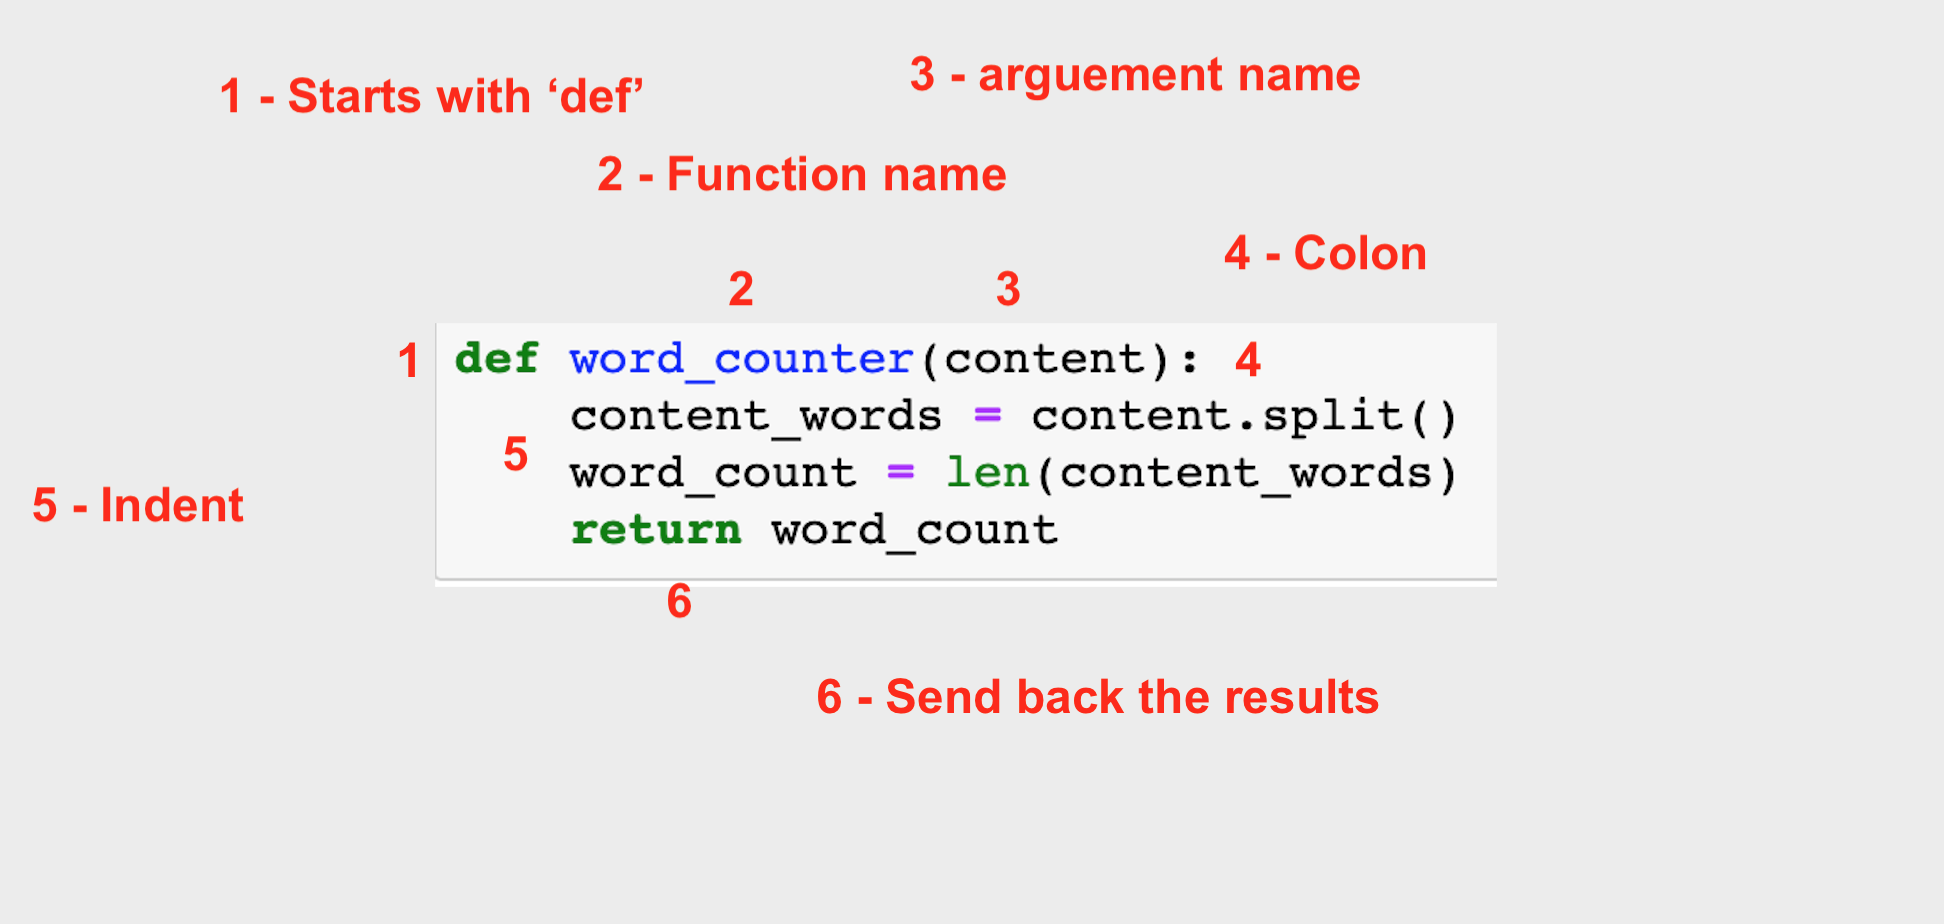 3 - arguement name
1 - Starts with ‘def’
2 - Function name
4 - Colon
2 3
1 def word_counter(content): 4
content_words = content.split()
5
word_count = len(content_words)
5 - Indent
return word_count
6
6 - Send back the results